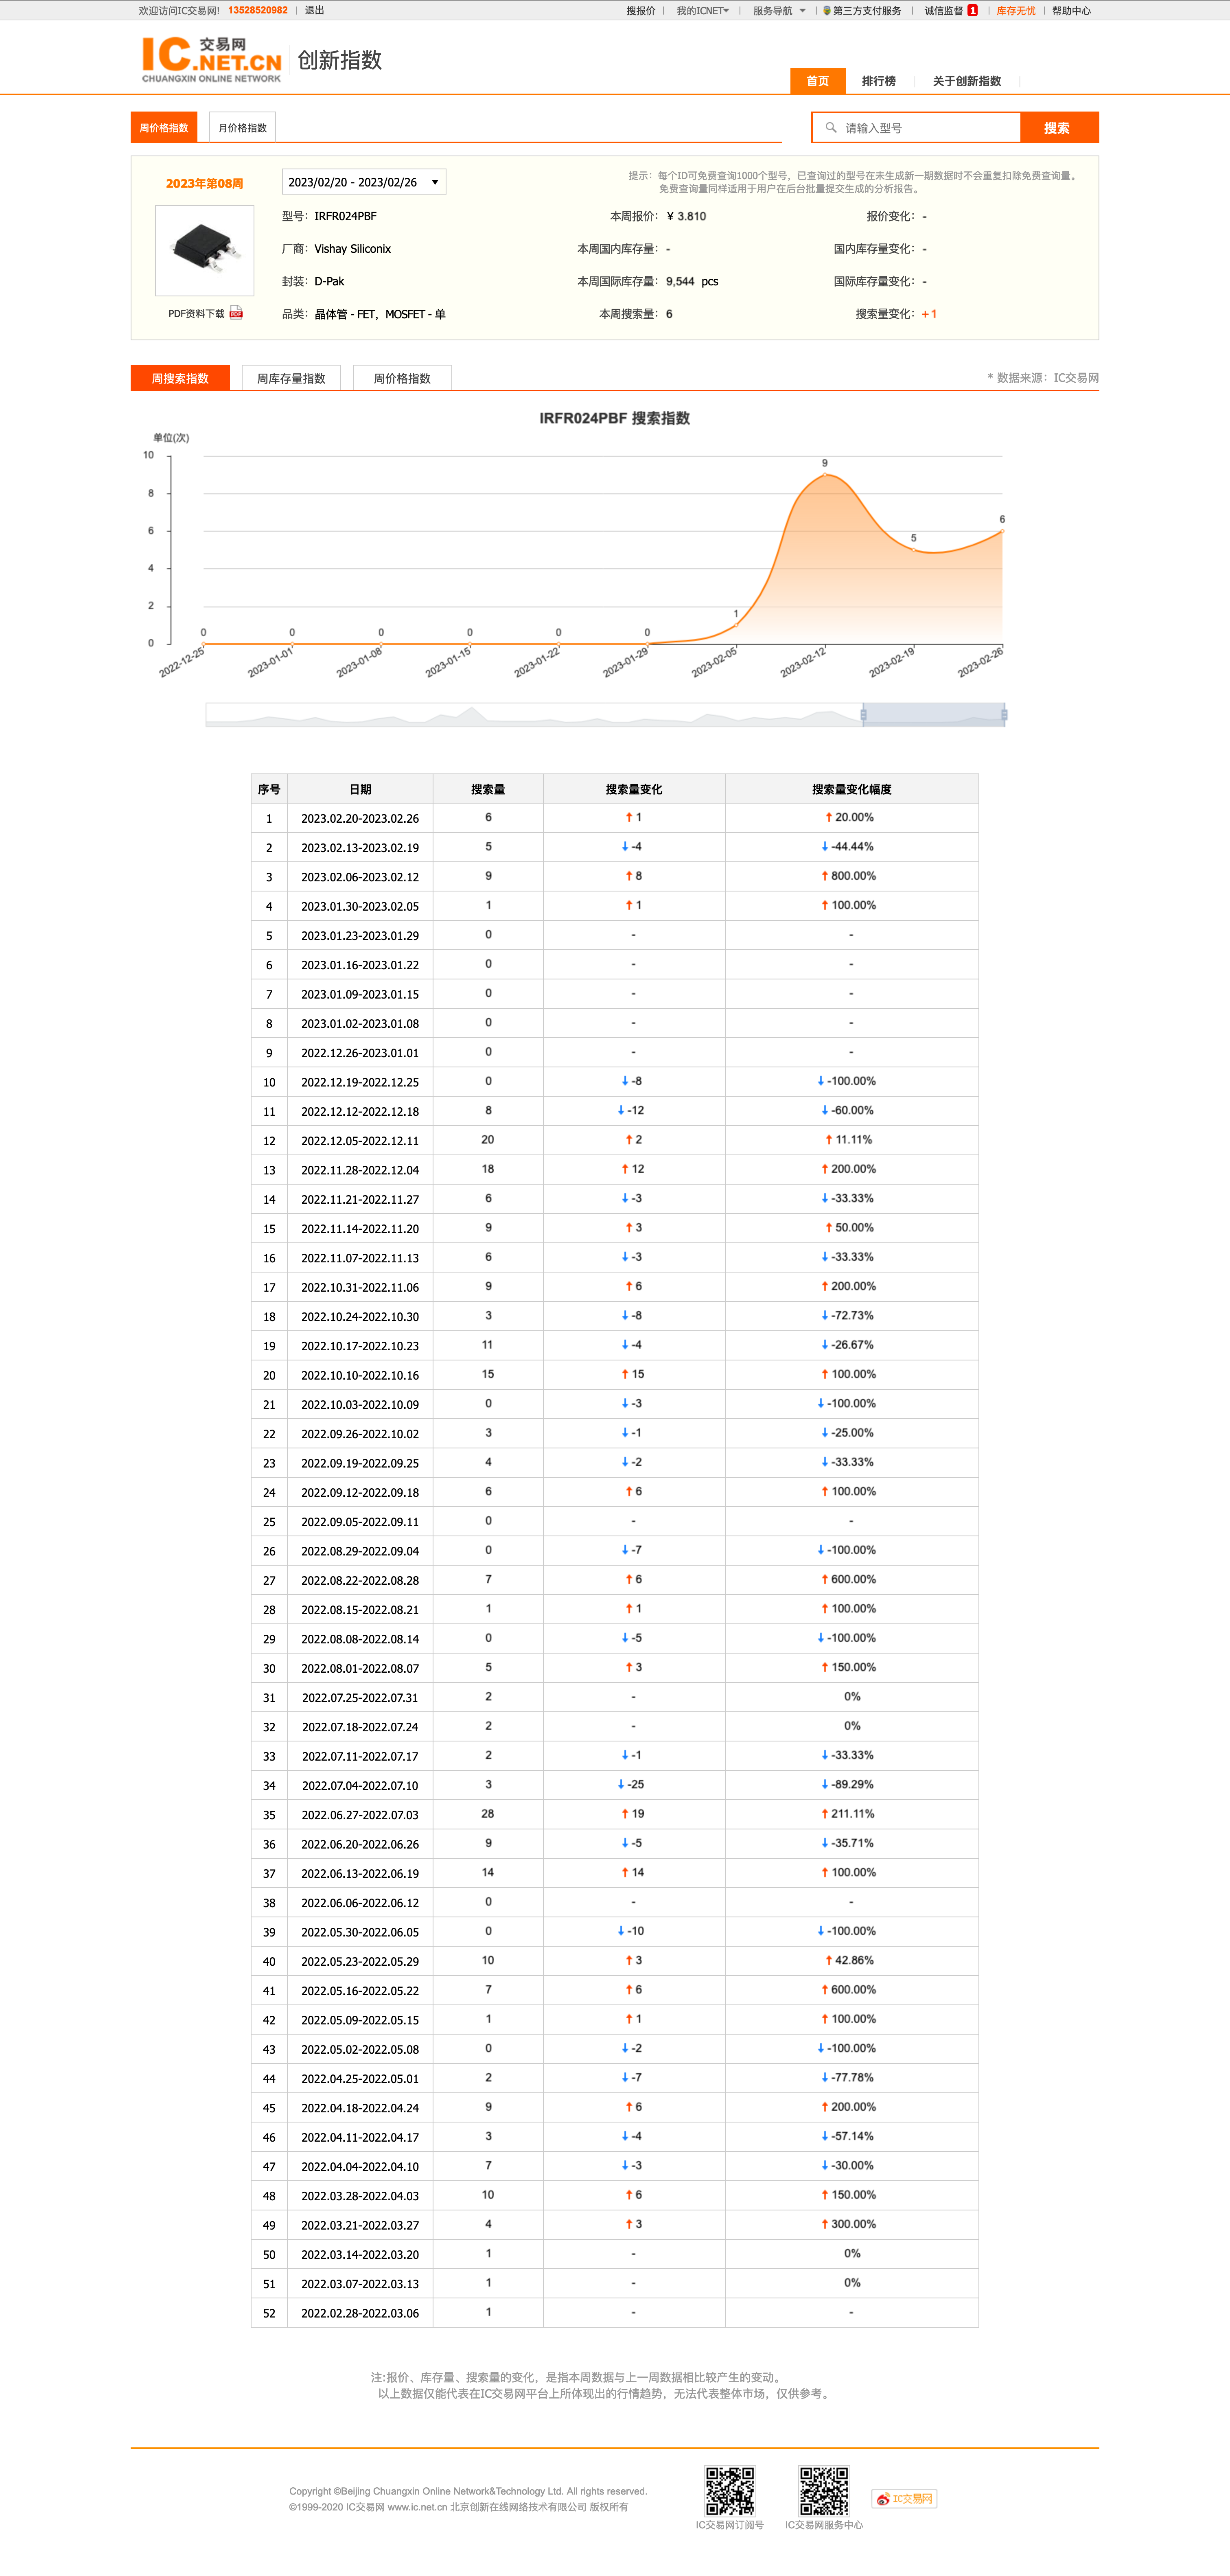 欢迎访问IC交易网! 13528520982 | 退出 搜报价 | 我的ICNET | 服务导航 | 第三方支付服务 | 诚信监督 1 | 库存无忧 | 帮助中心
IC交易网
.NET.CN
CHUANGXIN ONLINE NETWORK
创新指数
首页 排行榜 关于创新指数
周价格指数 月价格指数 请输入型号 搜索
2023年第08周 2023/02/20 - 2023/02/26
提示：每个ID可免费查询1000个型号，已查询过的型号在未生成新一期数据时不会重复扣除免费查询量。
免费查询量同样适用于用户在后台批量提交生成的分析报告。
型号：IRFR024PBF 本周报价：¥ 3.810 报价变化：-
厂商：Vishay Siliconix 本周国内库存量：- 国内库存量变化：-
封装：D-Pak 本周国际库存量：9,544 pcs 国际库存量变化：-
PDF资料下载 品类：晶体管 - FET，MOSFET - 单 本周搜索量：6 搜索量变化：+1
周搜索指数 周库存量指数 周价格指数 * 数据来源：IC交易网
IRFR024PBF 搜索指数
单位(次)
10
8
6
4
2
0
0 0 0 0 0 0 1 9 5 6
2022-12-25 2023-01-01 2023-01-08 2023-01-15 2023-01-22 2023-01-29 2023-02-05 2023-02-12 2023-02-19 2023-02-26
序号 日期 搜索量 搜索量变化 搜索量变化幅度
1 2023.02.20-2023.02.26 6 ↑1 ↑20.00%
2 2023.02.13-2023.02.19 5 ↓-4 ↓-44.44%
3 2023.02.06-2023.02.12 9 ↑8 ↑800.00%
4 2023.01.30-2023.02.05 1 ↑1 ↑100.00%
5 2023.01.23-2023.01.29 0 - -
6 2023.01.16-2023.01.22 0 - -
7 2023.01.09-2023.01.15 0 - -
8 2023.01.02-2023.01.08 0 - -
9 2022.12.26-2023.01.01 0 - -
10 2022.12.19-2022.12.25 0 ↓-8 ↓-100.00%
11 2022.12.12-2022.12.18 8 ↓-12 ↓-60.00%
12 2022.12.05-2022.12.11 20 ↑2 ↑11.11%
13 2022.11.28-2022.12.04 18 ↑12 ↑200.00%
14 2022.11.21-2022.11.27 6 ↓-3 ↓-33.33%
15 2022.11.14-2022.11.20 9 ↑3 ↑50.00%
16 2022.11.07-2022.11.13 6 ↓-3 ↓-33.33%
17 2022.10.31-2022.11.06 9 ↑6 ↑200.00%
18 2022.10.24-2022.10.30 3 ↓-8 ↓-72.73%
19 2022.10.17-2022.10.23 11 ↓-4 ↓-26.67%
20 2022.10.10-2022.10.16 15 ↑15 ↑100.00%
21 2022.10.03-2022.10.09 0 ↓-3 ↓-100.00%
22 2022.09.26-2022.10.02 3 ↓-1 ↓-25.00%
23 2022.09.19-2022.09.25 4 ↓-2 ↓-33.33%
24 2022.09.12-2022.09.18 6 ↑6 ↑100.00%
25 2022.09.05-2022.09.11 0 - -
26 2022.08.29-2022.09.04 0 ↓-7 ↓-100.00%
27 2022.08.22-2022.08.28 7 ↑6 ↑600.00%
28 2022.08.15-2022.08.21 1 ↑1 ↑100.00%
29 2022.08.08-2022.08.14 0 ↓-5 ↓-100.00%
30 2022.08.01-2022.08.07 5 ↑3 ↑150.00%
31 2022.07.25-2022.07.31 2 - 0%
32 2022.07.18-2022.07.24 2 - 0%
33 2022.07.11-2022.07.17 2 ↓-1 ↓-33.33%
34 2022.07.04-2022.07.10 3 ↓-25 ↓-89.29%
35 2022.06.27-2022.07.03 28 ↑19 ↑211.11%
36 2022.06.20-2022.06.26 9 ↓-5 ↓-35.71%
37 2022.06.13-2022.06.19 14 ↑14 ↑100.00%
38 2022.06.06-2022.06.12 0 - -
39 2022.05.30-2022.06.05 0 ↓-10 ↓-100.00%
40 2022.05.23-2022.05.29 10 ↑3 ↑42.86%
41 2022.05.16-2022.05.22 7 ↑6 ↑600.00%
42 2022.05.09-2022.05.15 1 ↑1 ↑100.00%
43 2022.05.02-2022.05.08 0 ↓-2 ↓-100.00%
44 2022.04.25-2022.05.01 2 ↓-7 ↓-77.78%
45 2022.04.18-2022.04.24 9 ↑6 ↑200.00%
46 2022.04.11-2022.04.17 3 ↓-4 ↓-57.14%
47 2022.04.04-2022.04.10 7 ↓-3 ↓-30.00%
48 2022.03.28-2022.04.03 10 ↑6 ↑150.00%
49 2022.03.21-2022.03.27 4 ↑3 ↑300.00%
50 2022.03.14-2022.03.20 1 - 0%
51 2022.03.07-2022.03.13 1 - 0%
52 2022.02.28-2022.03.06 1 - -
注:报价、库存量、搜索量的变化，是指本周数据与上一周数据相比较产生的变动。
以上数据仅能代表在IC交易网平台上所体现出的行情趋势，无法代表整体市场，仅供参考。
Copyright ©Beijing Chuangxin Online Network&Technology Ltd. All rights reserved.
©1999-2020 IC交易网 www.ic.net.cn 北京创新在线网络技术有限公司 版权所有
IC交易网订阅号 IC交易网服务中心 IC交易网